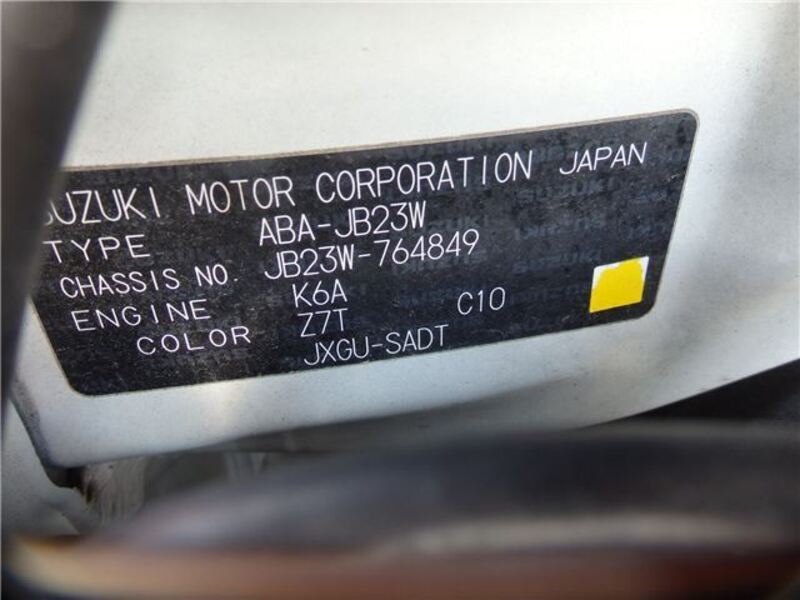 SUZUKI MOTOR CORPORATION JAPAN
TYPE ABA-JB23W
CHASSIS NO. JB23W-764849
ENGINE K6A
COLOR Z7T C10
JXGU-SADT